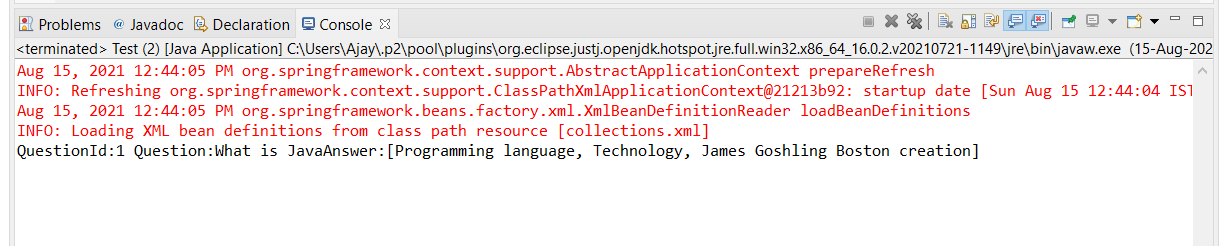 Problems @ Javadoc Declaration Console
<terminated> Test (2) [Java Application] C:\Users\Ajay\.p2\pool\plugins\org.eclipse.justj.openjdk.hotspot.jre.full.win32.x86_64_16.0.2.v20210721-1149\jre\bin\javaw.exe (15-Aug-202
Aug 15, 2021 12:44:05 PM org.springframework.context.support.AbstractApplicationContext prepareRefresh
INFO: Refreshing org.springframework.context.support.ClassPathXmlApplicationContext@21213b92: startup date [Sun Aug 15 12:44:04 IST
Aug 15, 2021 12:44:05 PM org.springframework.beans.factory.xml.XmlBeanDefinitionReader loadBeanDefinitions
INFO: Loading XML bean definitions from class path resource [collections.xml]
QuestionId:1 Question:What is JavaAnswer:[Programming language, Technology, James Goshling Boston creation]